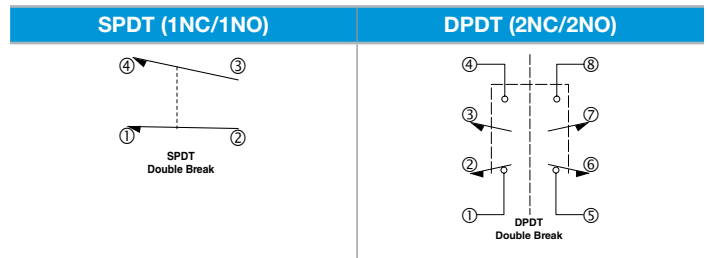 SPDT (1NC/1NO)
DPDT (2NC/2NO)
④ ③
① ②
SPDT
Double Break
④ ⑧
③ ⑦
② ⑥
① ⑤
DPDT
Double Break